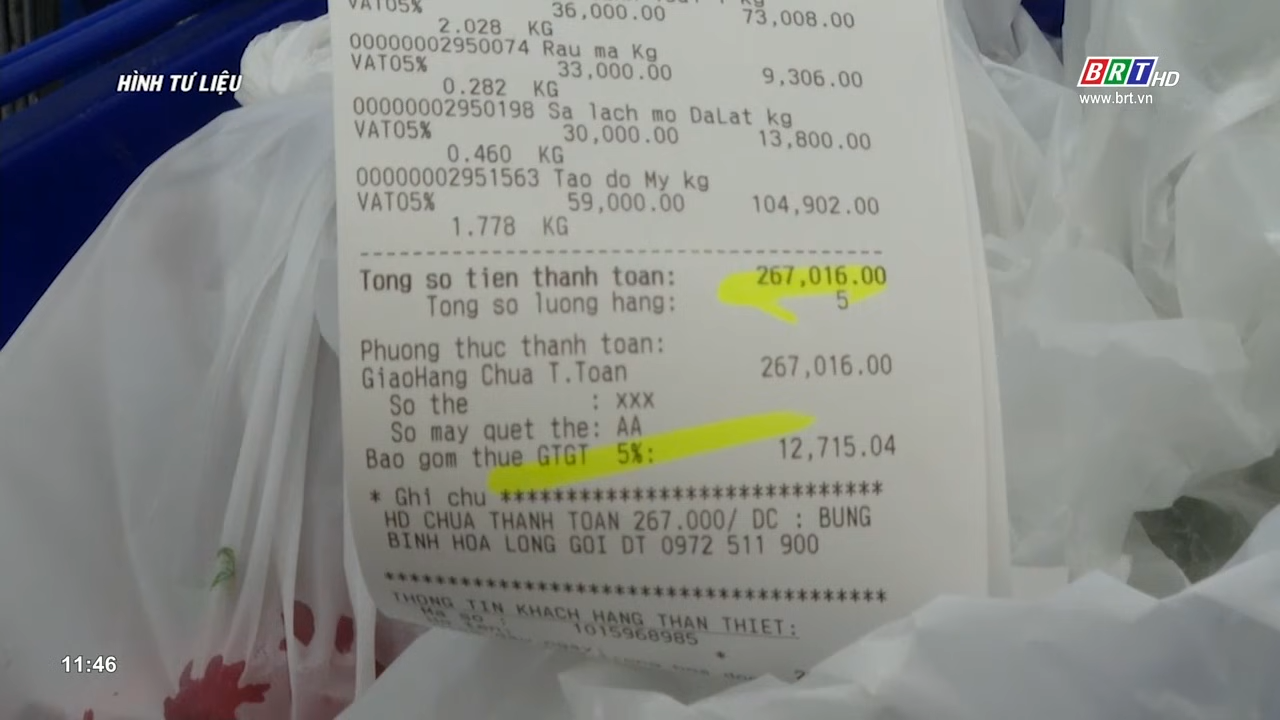 HÌNH TƯ LIỆU
BRT HD
www.brt.vn
VAT05% 36,000.00 73,008.00
2.028 KG
00000002950074 Rau ma Kg
VAT05% 33,000.00 9,306.00
0.282 KG
00000002950198 Sa lach mo DaLat kg
VAT05% 30,000.00 13,800.00
0.460 KG
00000002951563 Tao do My kg
VAT05% 59,000.00 104,902.00
1.778 KG
Tong so tien thanh toan: 267,016.00
Tong so luong hang: 5
Phuong thuc thanh toan:
GiaoHang Chua T.Toan 267,016.00
So the : XXX
So may quet the: AA
Bao gom thue GTGT 5%: 12,715.04
* Ghi chu ******************************
HD CHUA THANH TOAN 267.000/ DC : BUNG
BINH HOA LONG GOI DT 0972 511 900
***************************************
THONG TIN KHACH HANG THAN THIET:
Ma so : 1015968985
11:46